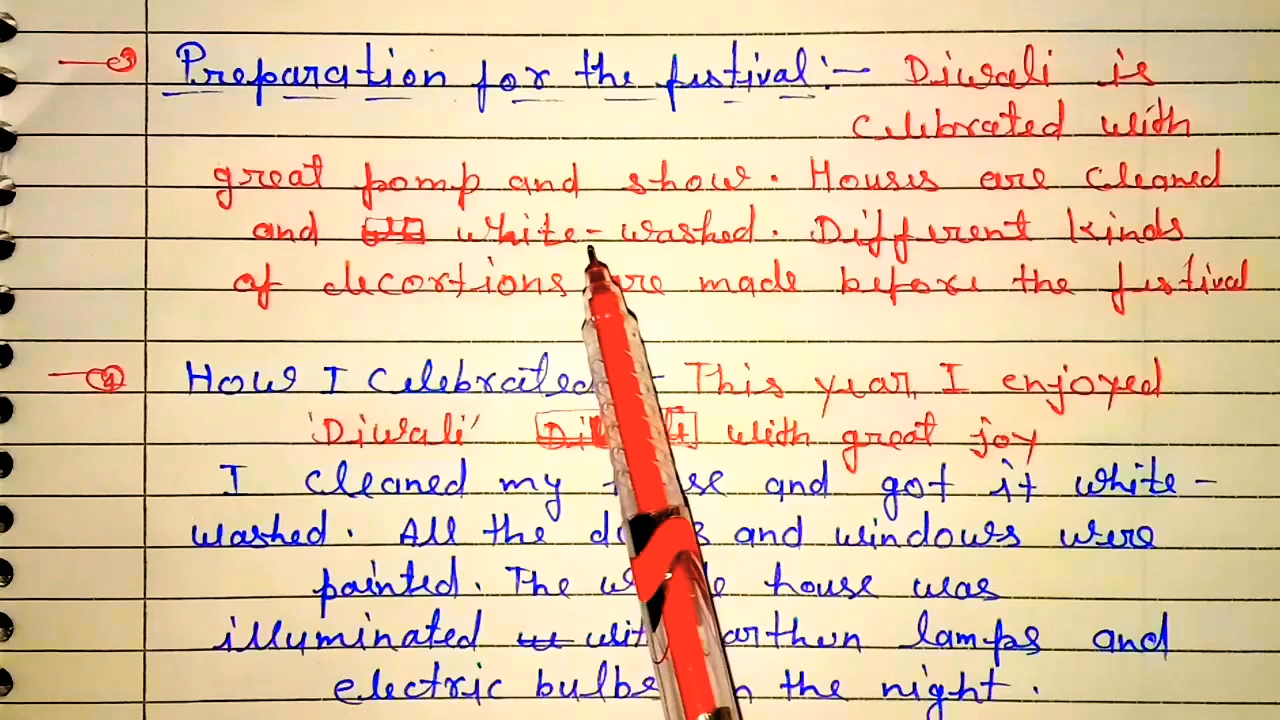 ③ Preparation for the festival :- Diwali is
celebrated with
great pomp and show. Houses are cleaned
and white-washed. Different kinds
of decortions are made before the festival
④ How I Celebrated - This year, I enjoyed
'Diwali' with great joy
I cleaned my and got it white-
washed. All the and windows were
painted. The house was
illuminated lamps and
electric bulbs the night.